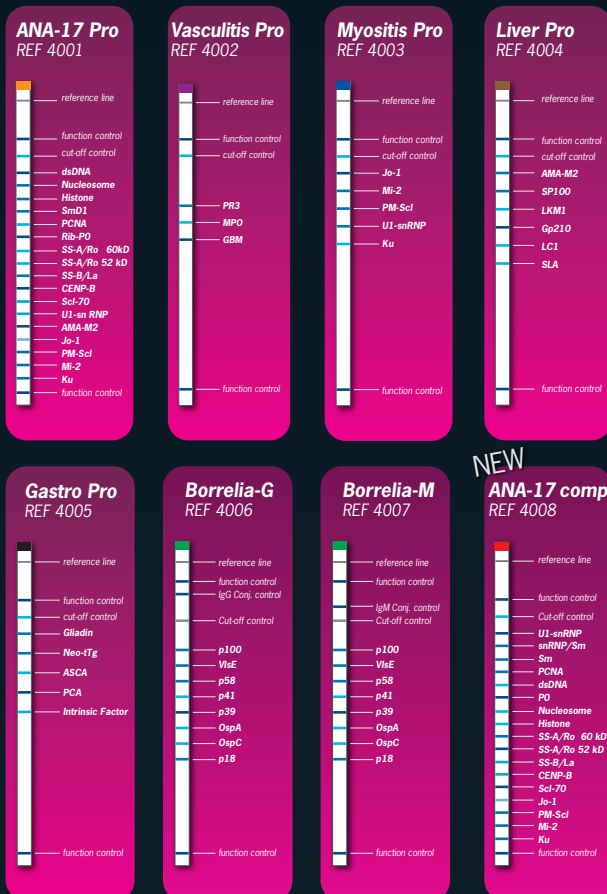 ANA-17 Pro
REF 4001
reference line
function control
cut-off control
dsDNA
Nucleosome
Histone
SmD1
PCNA
Rib-P0
SS-A/Ro 60kD
SS-A/Ro 52 kD
SS-B/La
CENP-B
Scl-70
U1-sn RNP
AMA-M2
Jo-1
PM-Scl
Mi-2
Ku
function control
Vasculitis Pro
REF 4002
reference line
function control
cut-off control
PR3
MPO
GBM
function control
Myositis Pro
REF 4003
reference line
function control
cut-off control
Jo-1
Mi-2
PM-Scl
U1-snRNP
Ku
function control
Liver Pro
REF 4004
reference line
function control
cut-off control
AMA-M2
SP100
LKM1
Gp210
LC1
SLA
function control
Gastro Pro
REF 4005
reference line
function control
cut-off control
Gliadin
Neo-tTg
ASCA
PCA
Intrinsic Factor
function control
Borrelia-G
REF 4006
reference line
function control
IgG Conj. control
Cut-off control
p100
VlsE
p58
p41
p39
OspA
OspC
p18
function control
Borrelia-M
REF 4007
reference line
function control
IgM Conj. control
Cut-off control
p100
VlsE
p58
p41
p39
OspA
OspC
p18
function control
NEW
ANA-17 comp
REF 4008
reference line
function control
Cut-off control
U1-snRNP
snRNP/Sm
Sm
PCNA
dsDNA
PO
Nucleosome
Histone
SS-A/Ro 60 kD
SS-A/Ro 52 kD
SS-B/La
CENP-B
Scl-70
Jo-1
PM-Scl
Mi-2
Ku
function control